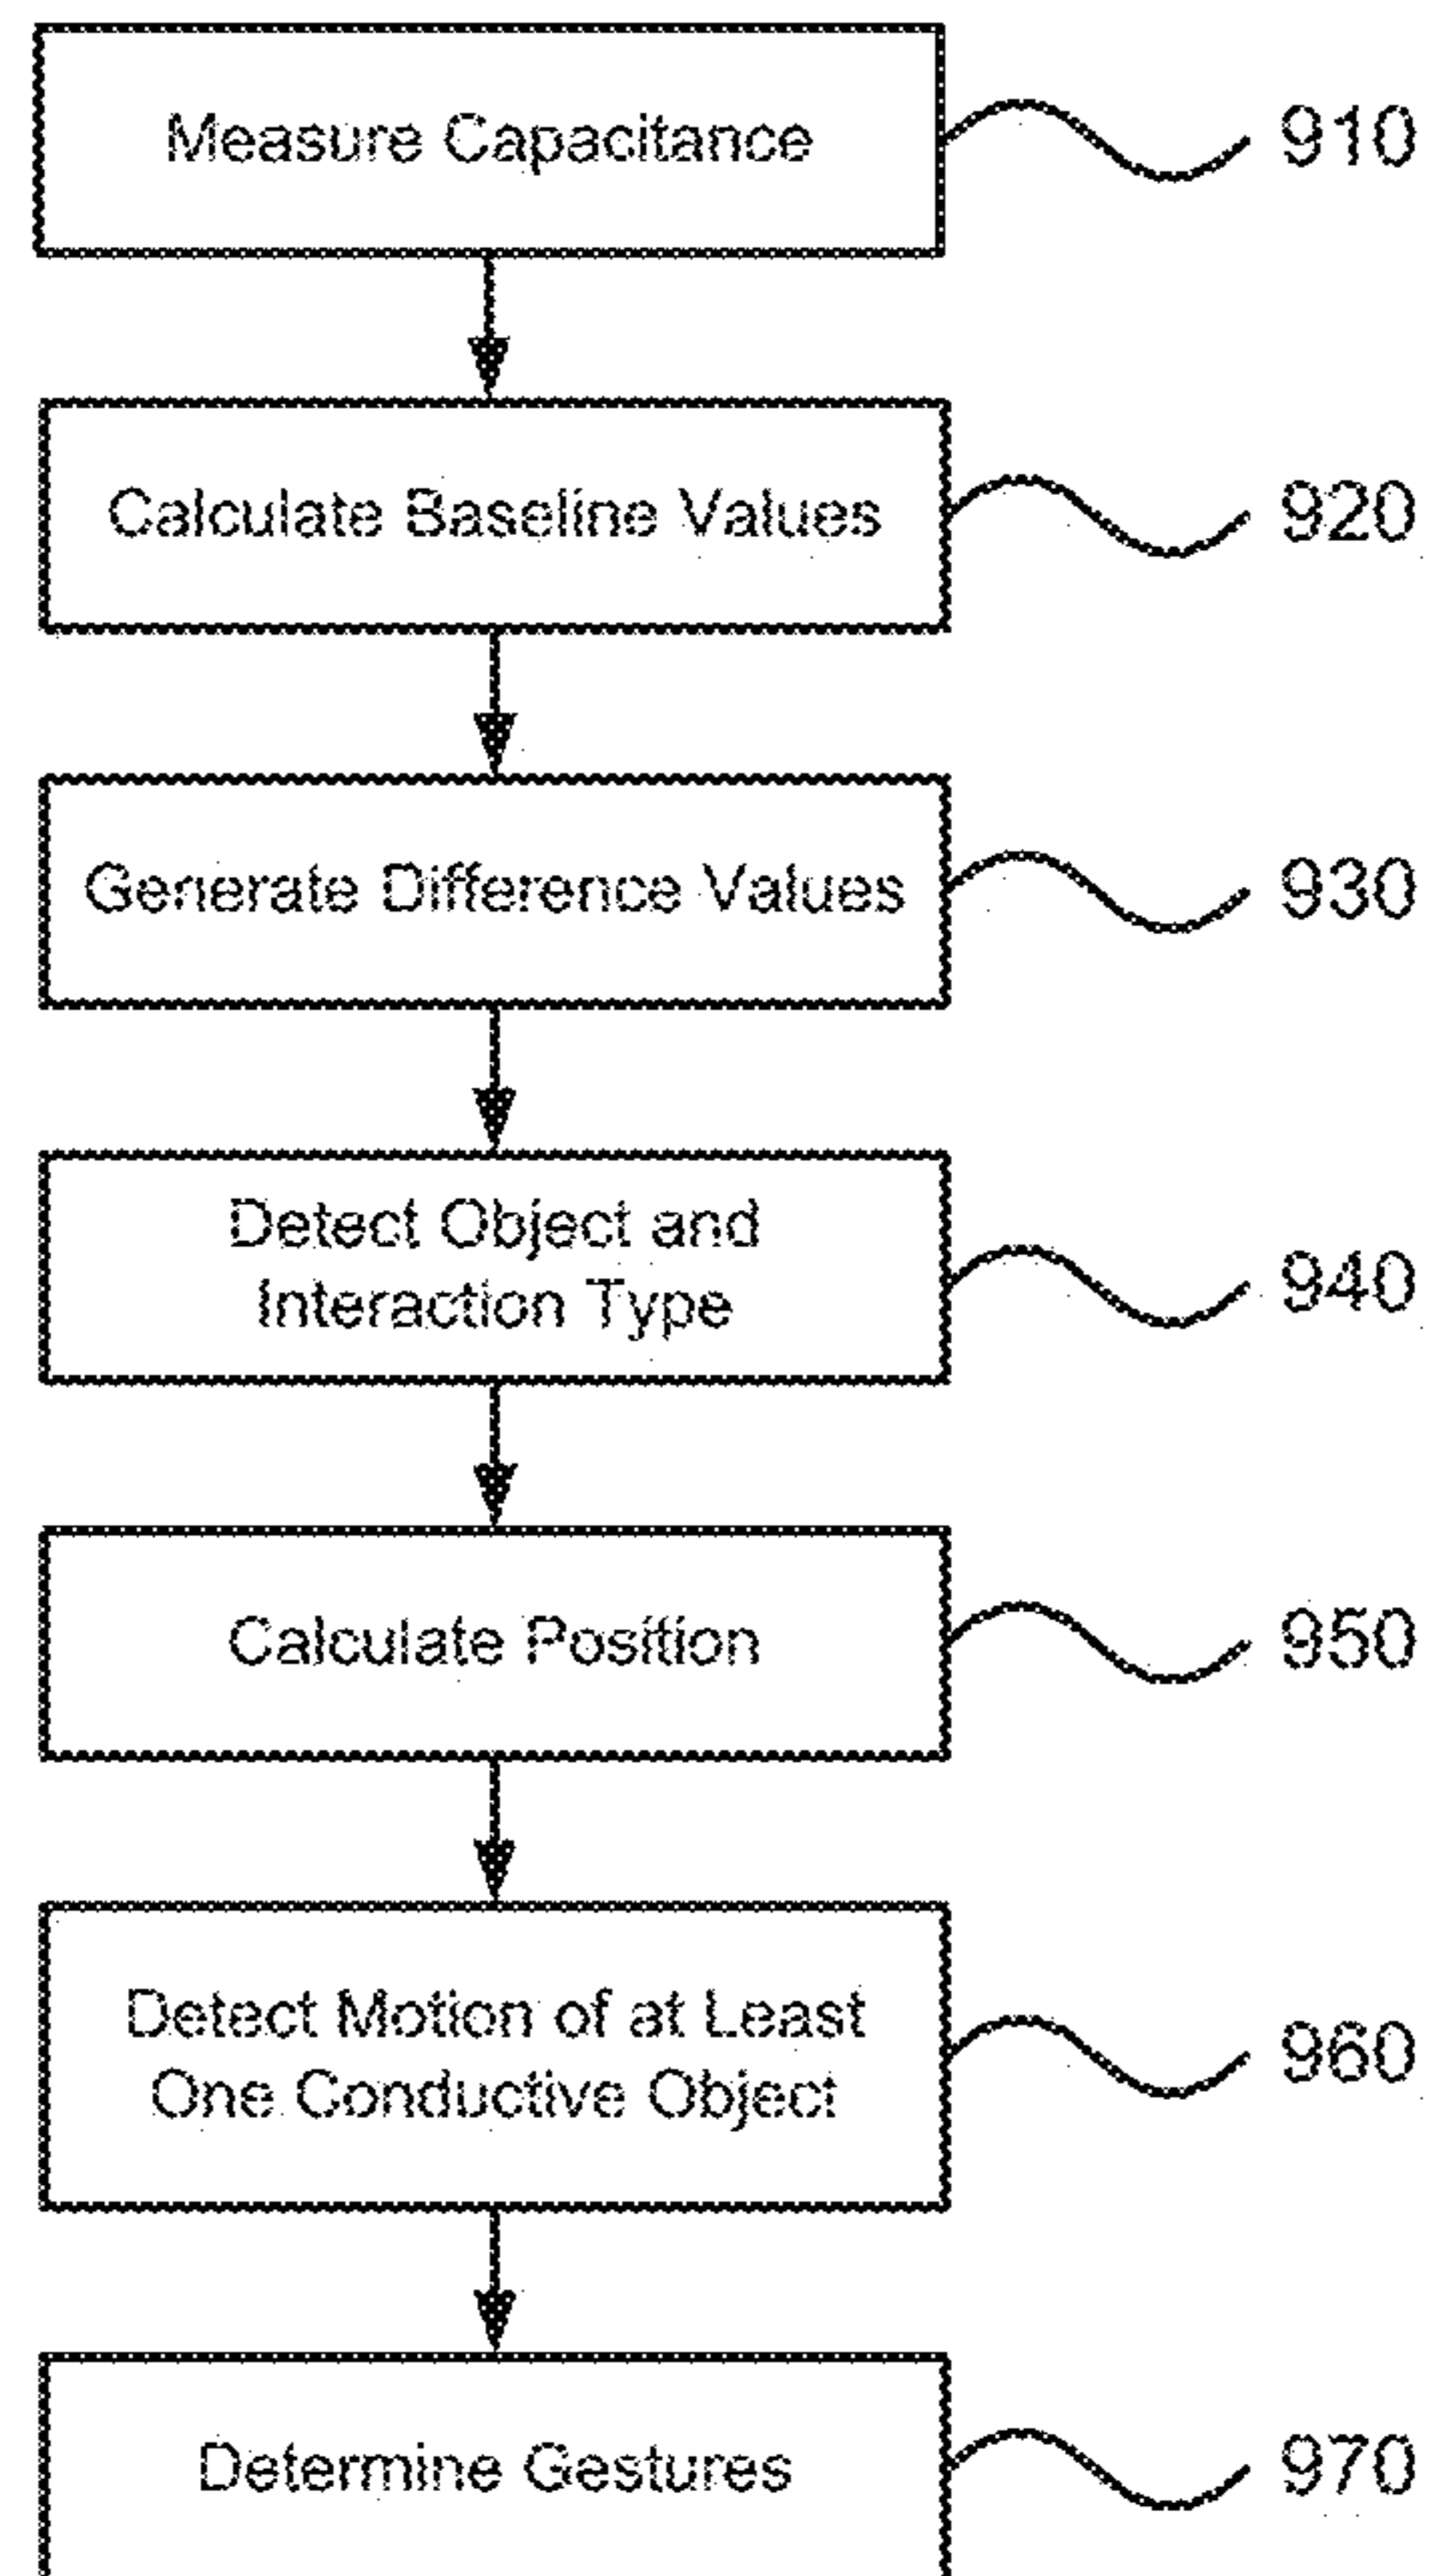 Measure Capacitance 910
Calculate Baseline Values 920
Generate Difference Values 930
Detect Object and
Interaction Type 940
Calculate Position 950
Detect Motion of at Least
One Conductive Object 960
Determine Gestures 970